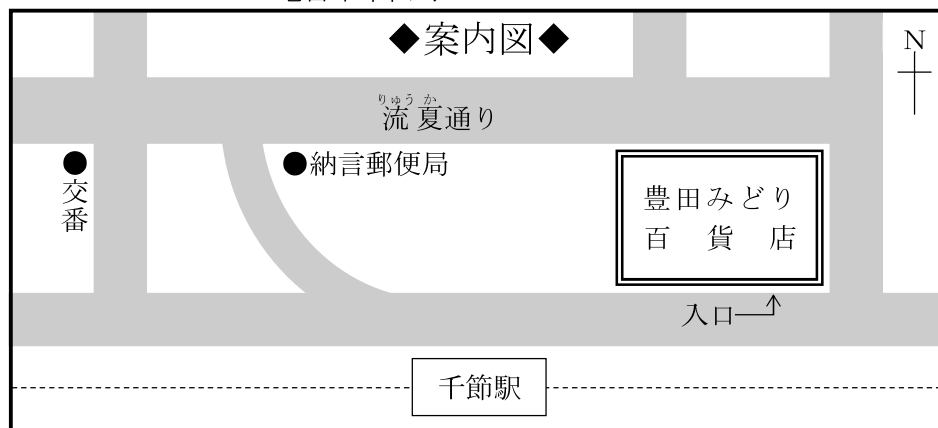 ◆案内図◆
N
りゅうか
流夏通り
●納言郵便局
●交番
豊田みどり
百貨店
入口
千節駅